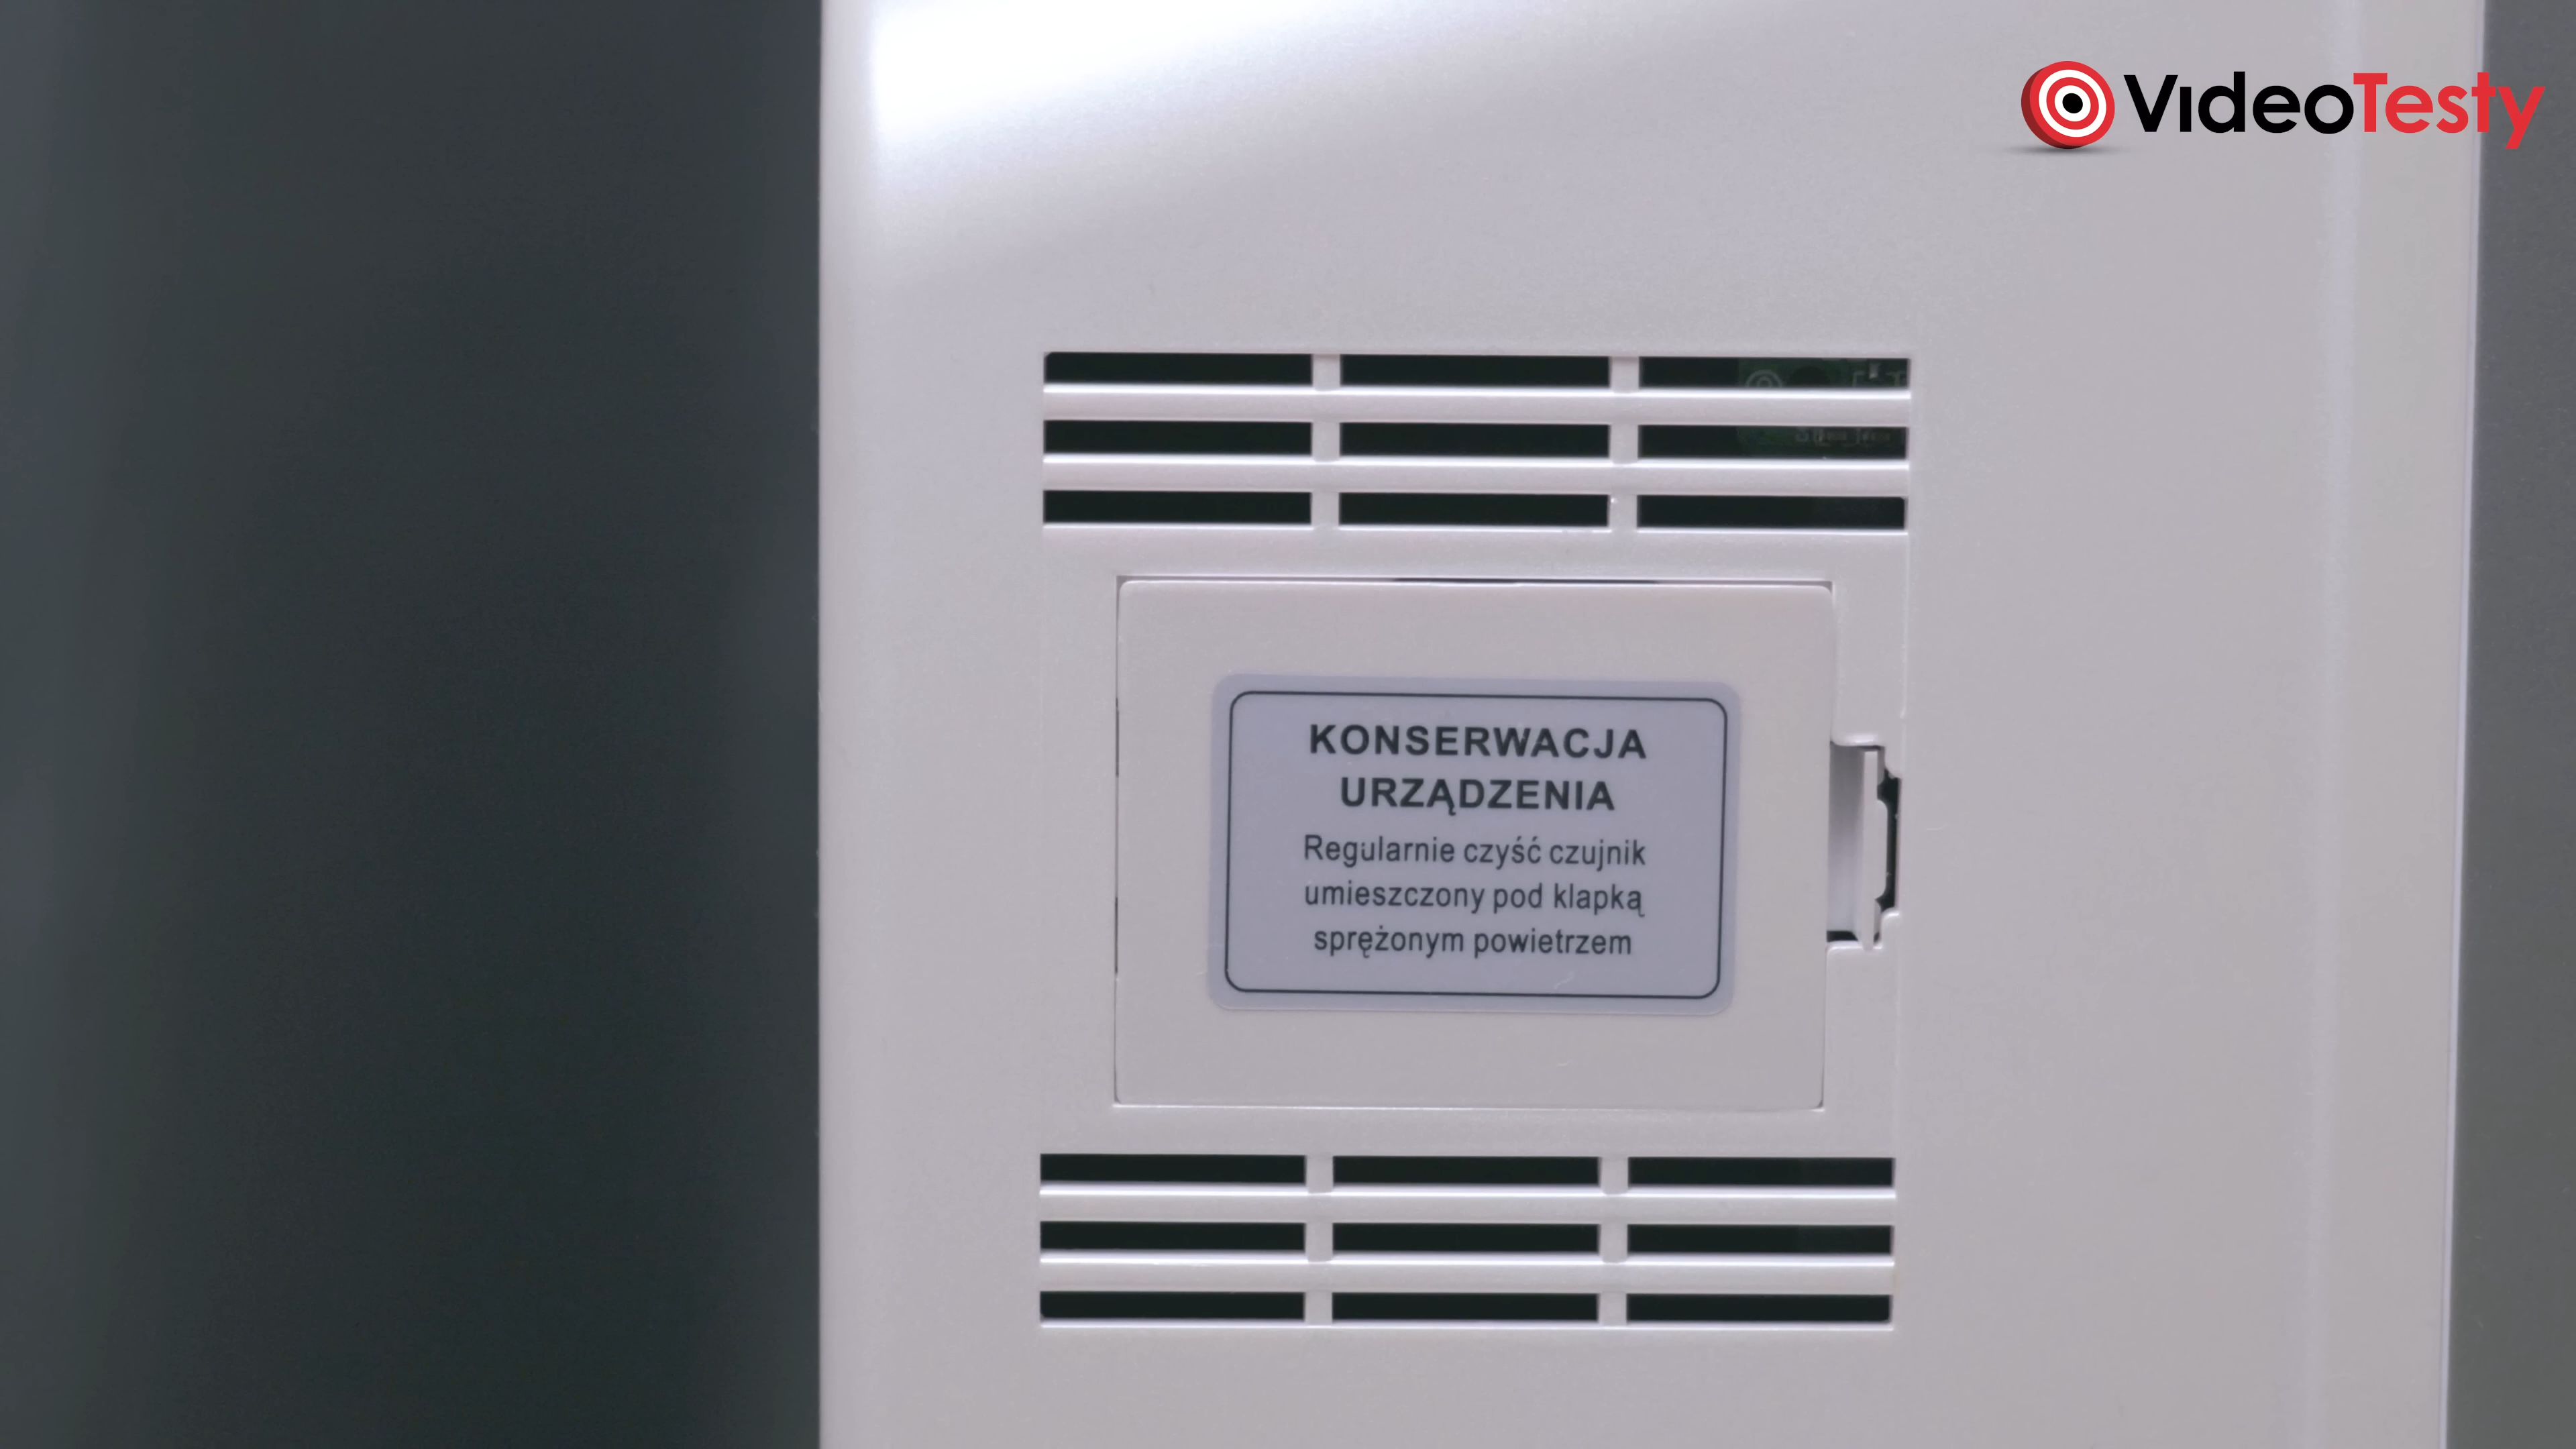 VideoTesty
KONSERWACJA
URZĄDZENIA
Regularnie czyść czujnik
umieszczony pod klapką
sprężonym powietrzem